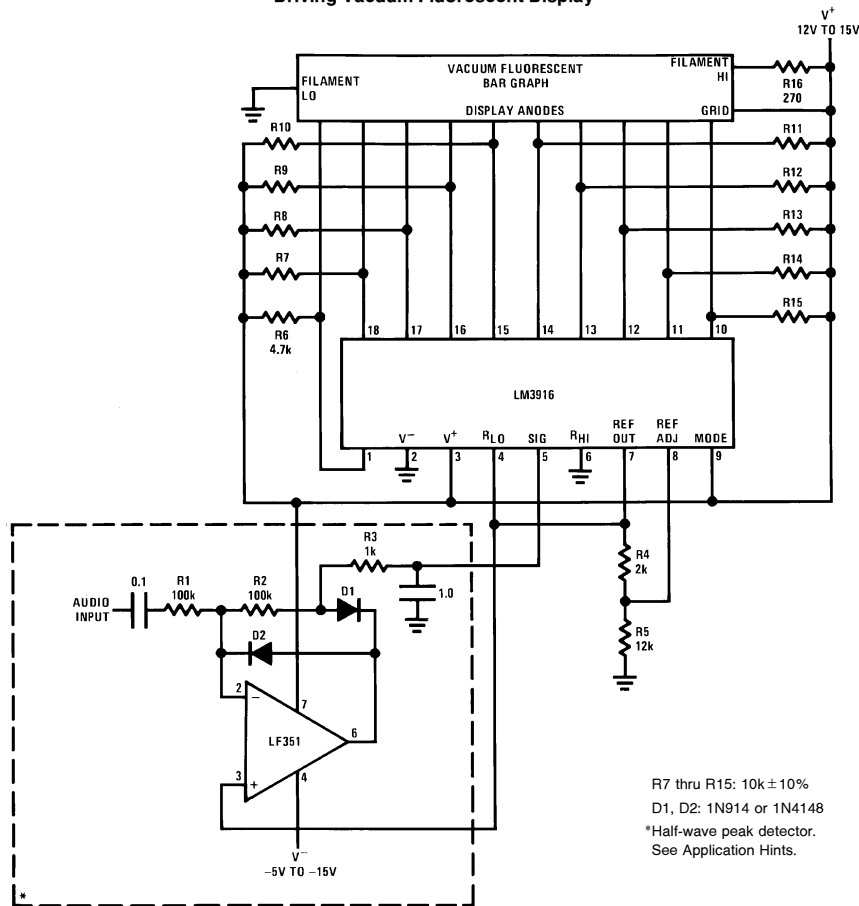 Driving Vacuum Fluorescent Display
V+
12V TO 15V
FILAMENT
LO
VACUUM FLUORESCENT
BAR GRAPH
DISPLAY ANODES
FILAMENT
HI
GRID
R16
270
R10
R11
R9
R12
R8
R13
R7
R14
R6
4.7k
R15
18 17 16 15 14 13 12 11 10
LM3916
V− V+ RLO SIG RHI REF OUT REF ADJ MODE
1 2 3 4 5 6 7 8 9
R3
1k
R4
2k
0.1
R1
100k
R2
100k
D1
1.0
AUDIO
INPUT
D2
R5
12k
2
−
7
LF351
6
3
+
4
V−
−5V TO −15V
*
R7 thru R15: 10k±10%
D1, D2: 1N914 or 1N4148
*Half-wave peak detector.
See Application Hints.